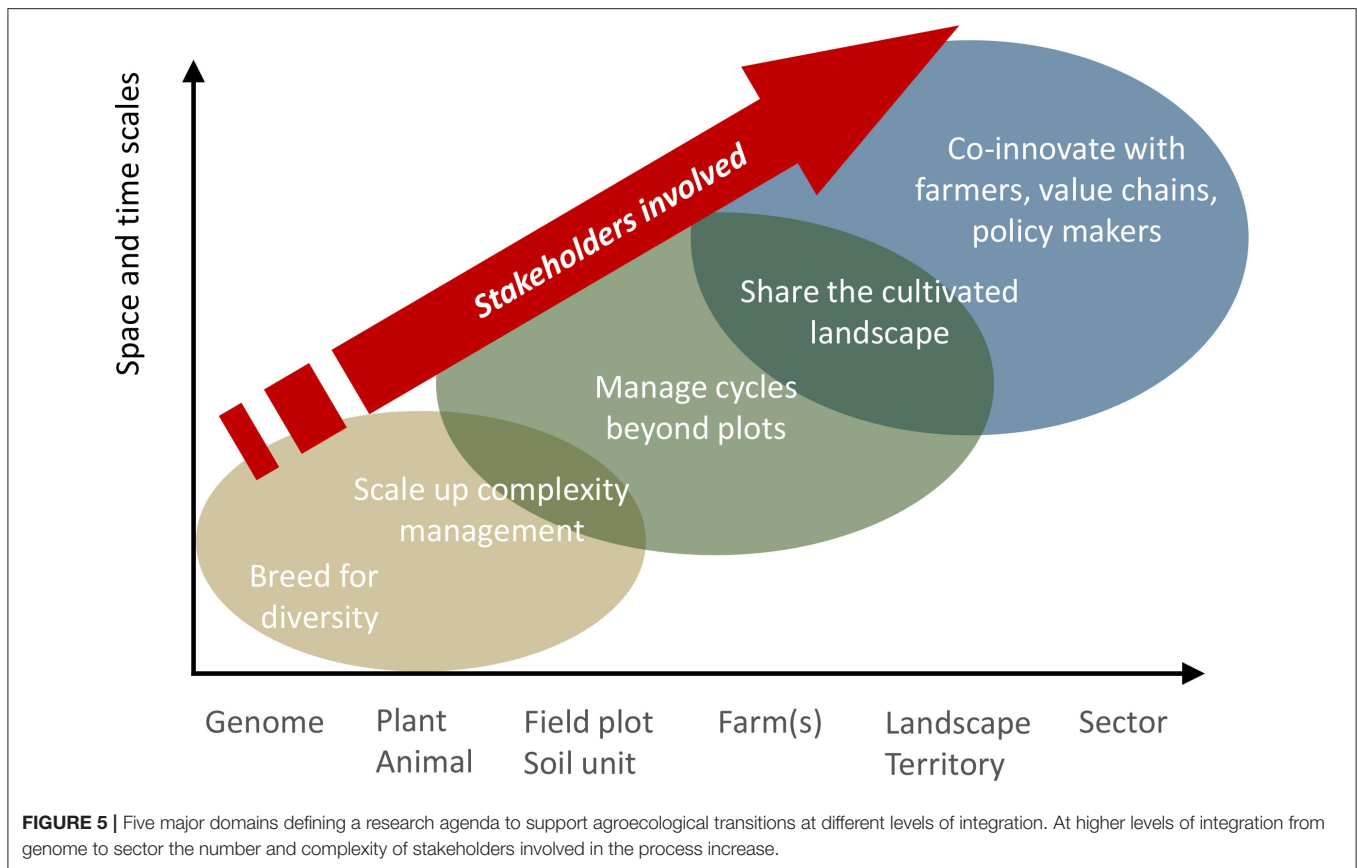 Space and time scales
Stakeholders involved
Co-innovate with
farmers, value chains,
policy makers
Share the cultivated
landscape
Manage cycles
beyond plots
Scale up complexity
management
Breed for
diversity
Genome
Plant
Animal
Field plot
Soil unit
Farm(s)
Landscape
Territory
Sector
FIGURE 5 | Five major domains defining a research agenda to support agroecological transitions at different levels of integration. At higher levels of integration from
genome to sector the number and complexity of stakeholders involved in the process increase.